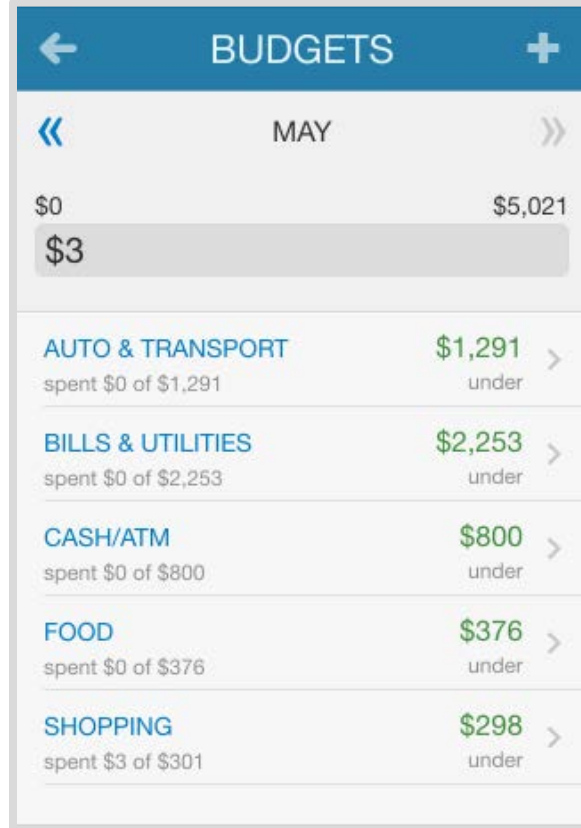 BUDGETS
MAY
$0 $5,021
$3
AUTO & TRANSPORT $1,291
spent $0 of $1,291 under
BILLS & UTILITIES $2,253
spent $0 of $2,253 under
CASH/ATM $800
spent $0 of $800 under
FOOD $376
spent $0 of $376 under
SHOPPING $298
spent $3 of $301 under